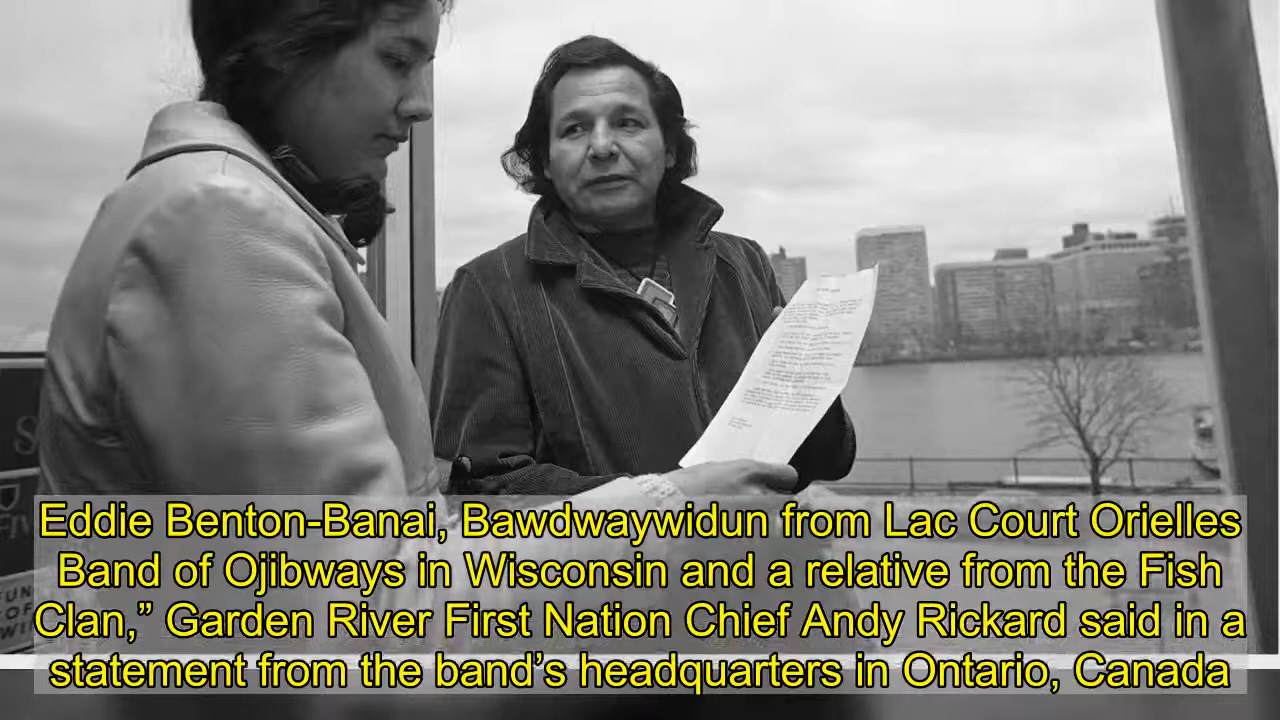 Eddie Benton-Banai, Bawdwaywidun from Lac Court Orielles
Band of Ojibways in Wisconsin and a relative from the Fish
Clan,” Garden River First Nation Chief Andy Rickard said in a
statement from the band’s headquarters in Ontario, Canada